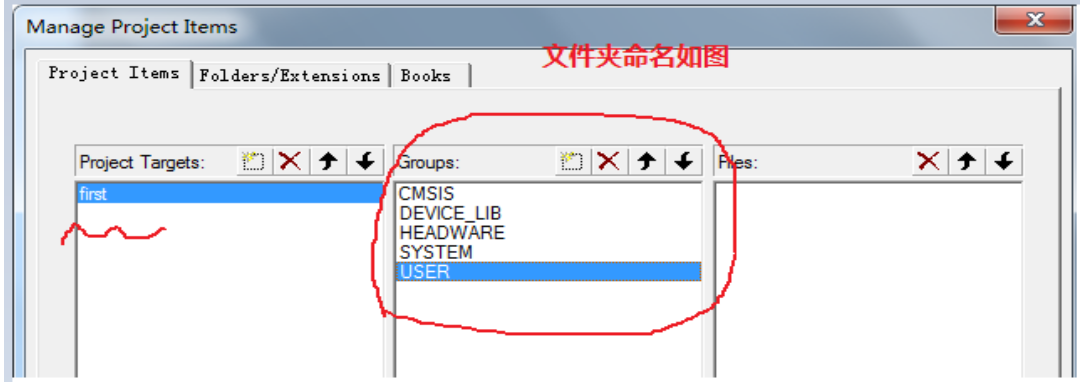 Manage Project Items
文件夹命名如图
Project Items Folders/Extensions Books
Project Targets: Groups: Files:
first
CMSIS
DEVICE_LIB
HEADWARE
SYSTEM
USER